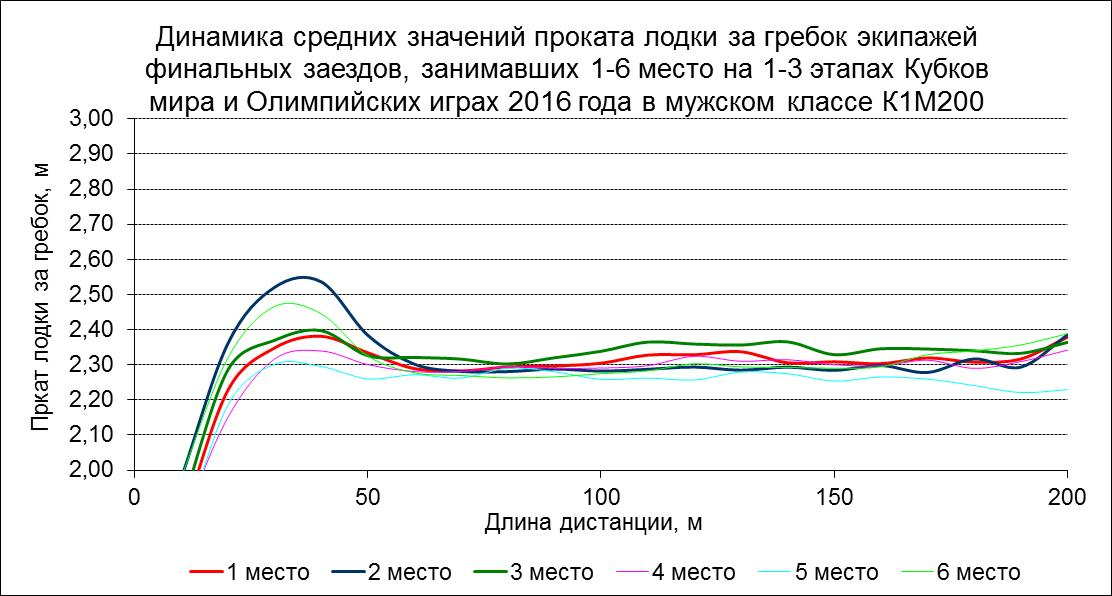 Динамика средних значений проката лодки за гребок экипажей
финальных заездов, занимавших 1-6 место на 1-3 этапах Кубков
мира и Олимпийских играх 2016 года в мужском классе К1М200
Пркат лодки за гребок, м
3,00
2,90
2,80
2,70
2,60
2,50
2,40
2,30
2,20
2,10
2,00
0 50 100 150 200
Длина дистанции, м
1 место 2 место 3 место 4 место 5 место 6 место